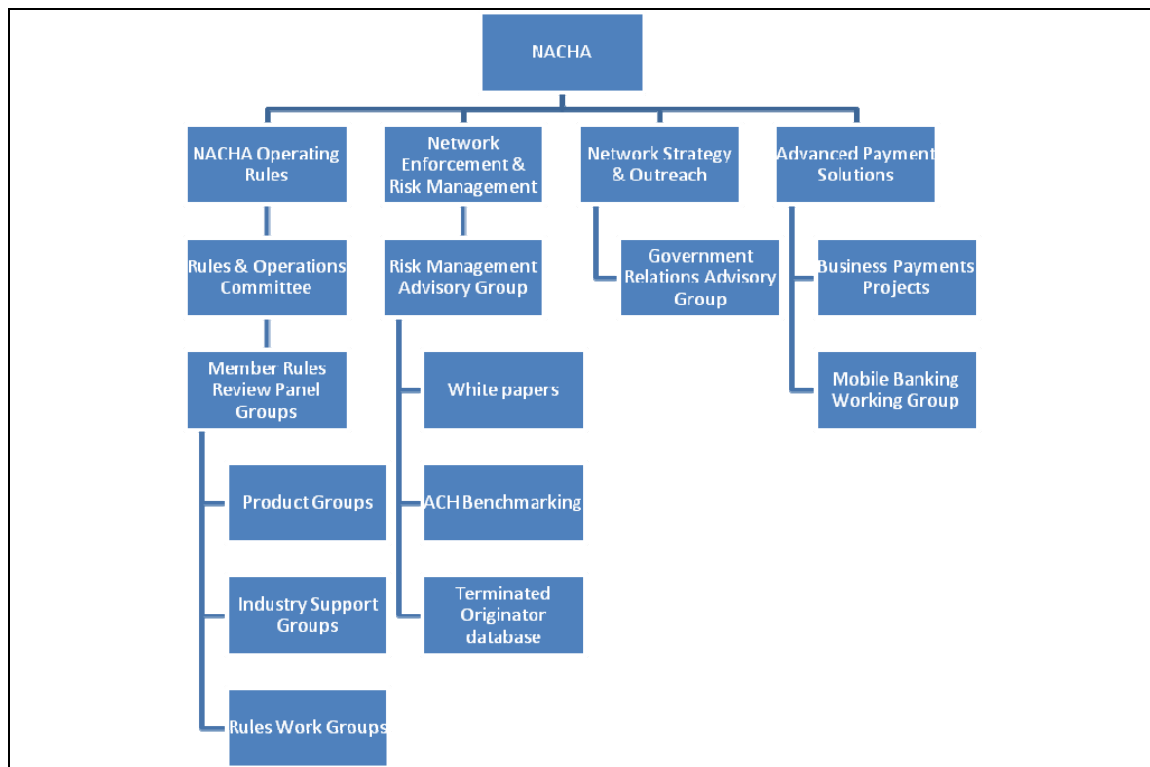 NACHA
NACHA Operating
Rules
Network
Enforcement &
Risk Management
Network Strategy
& Outreach
Advanced Payment
Solutions
Rules & Operations
Committee
Risk Management
Advisory Group
Government
Relations Advisory
Group
Business Payments
Projects
Member Rules
Review Panel
Groups
White papers
Mobile Banking
Working Group
Product Groups
ACH Benchmarking
Industry Support
Groups
Terminated
Originator
database
Rules Work Groups